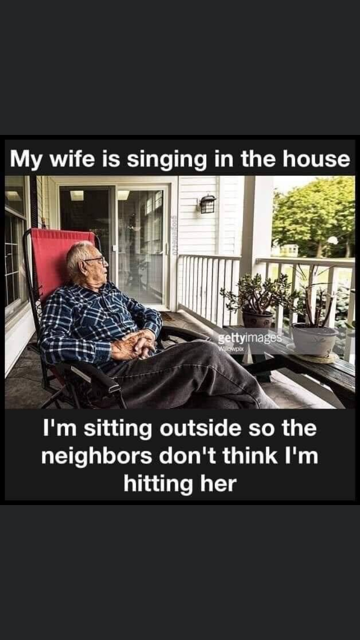 My wife is singing in the house
gettyimages
I'm sitting outside so the
neighbors don't think I'm
hitting her